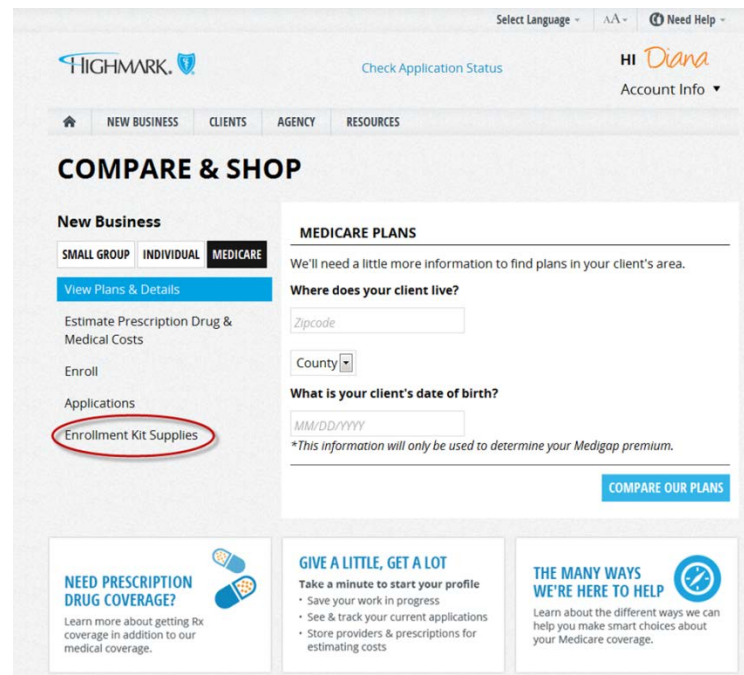 Select Language
AA
Need Help
HIGHMARK.
Check Application Status
HI Diana
Account Info
NEW BUSINESS CLIENTS AGENCY RESOURCES
COMPARE & SHOP
New Business
SMALL GROUP INDIVIDUAL MEDICARE
View Plans & Details
Estimate Prescription Drug &
Medical Costs
Enroll
Applications
Enrollment Kit Supplies
MEDICARE PLANS
We'll need a little more information to find plans in your client's area.
Where does your client live?
Zipcode
County
What is your client's date of birth?
MM/DD/YYYY
*This information will only be used to determine your Medigap premium.
COMPARE OUR PLANS
NEED PRESCRIPTION
DRUG COVERAGE?
Learn more about getting Rx
coverage in addition to our
medical coverage.
GIVE A LITTLE, GET A LOT
Take a minute to start your profile
• Save your work in progress
• See & track your current applications
• Store providers & prescriptions for
estimating costs
THE MANY WAYS
WE'RE HERE TO HELP
Learn about the different ways we can
help you make smart choices about
your Medicare coverage.